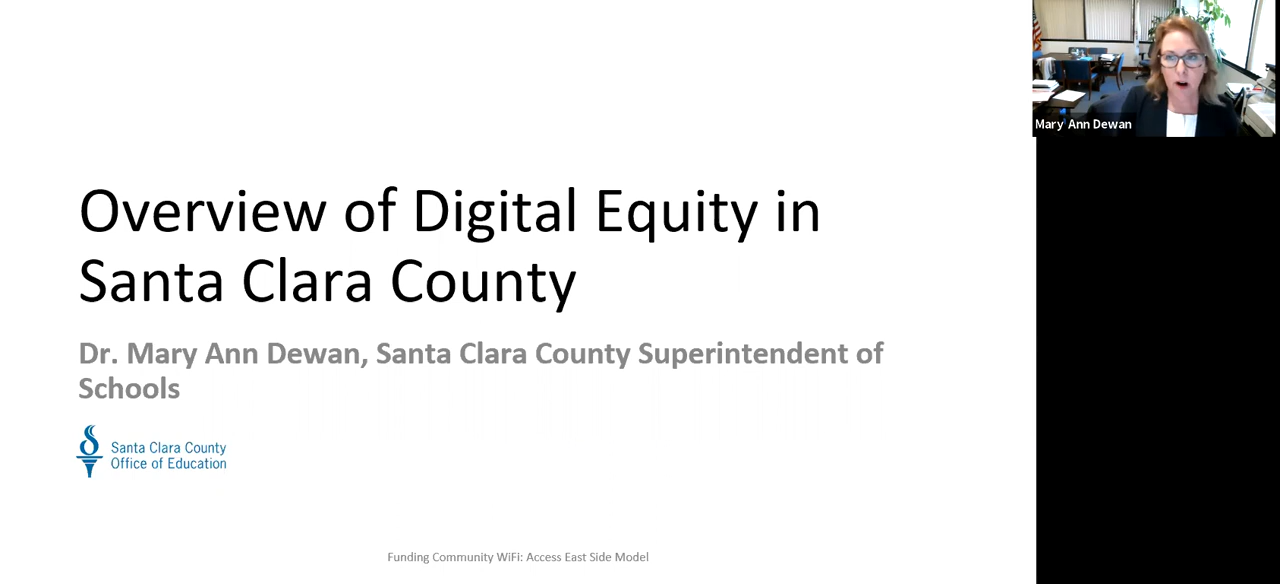 Mary Ann Dewan
Overview of Digital Equity in
Santa Clara County
Dr. Mary Ann Dewan, Santa Clara County Superintendent of
Schools
Santa Clara County
Office of Education
Funding Community WiFi: Access East Side Model